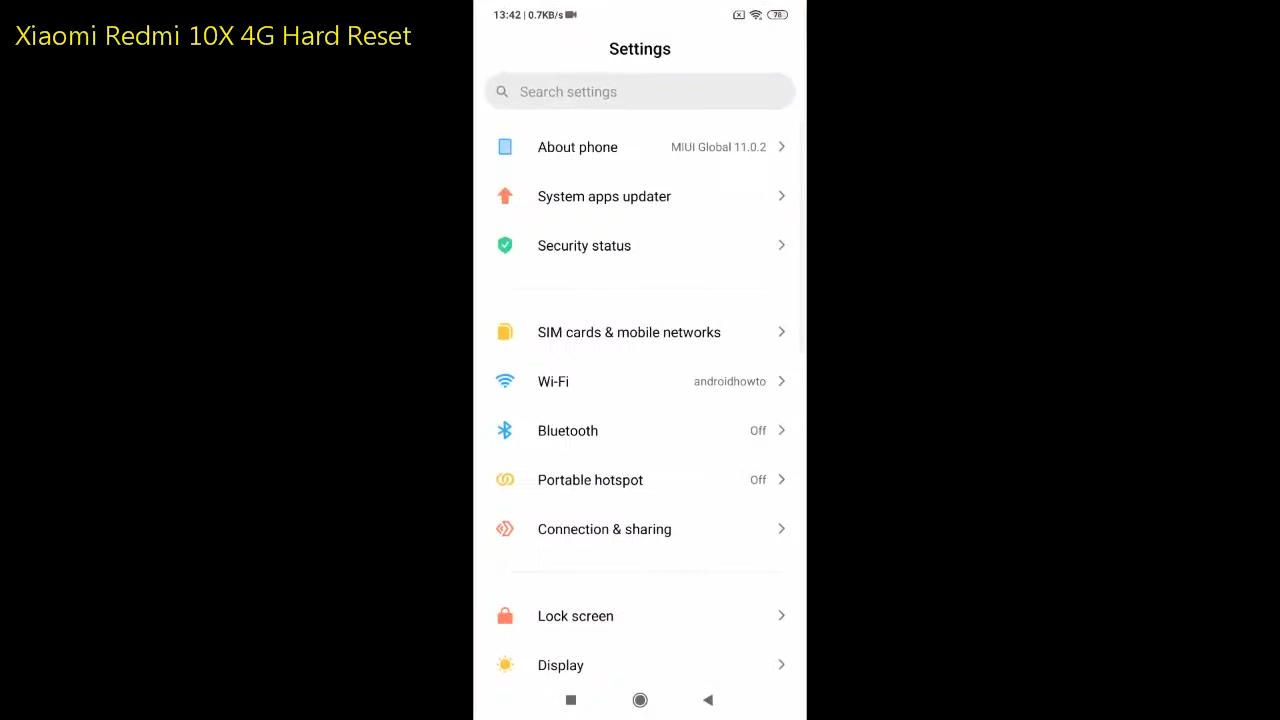 Xiaomi Redmi 10X 4G Hard Reset
13:42 | 0.7KB/s
78
Settings
Search settings
About phone MIUI Global 11.0.2
System apps updater
Security status
SIM cards & mobile networks
Wi-Fi androidhowto
Bluetooth Off
Portable hotspot Off
Connection & sharing
Lock screen
Display